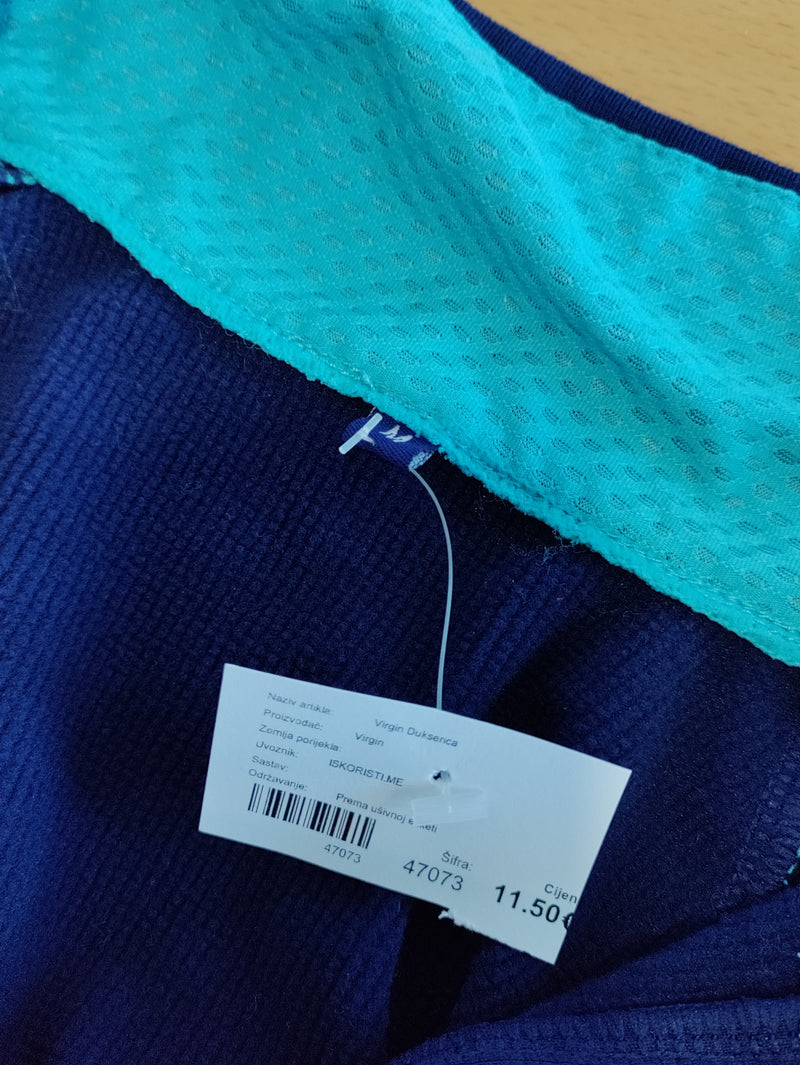 Naziv artikla: Virgin Dukserica
Proizvođač: Virgin
Zemlja porijekla:
Uvoznik: ISKORISTI.ME
Sastav:
Održavanje: Prema ušivnoj
47073
Šifra:
47073
Cijen
11.50€